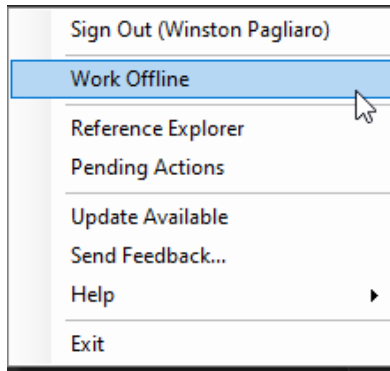 Sign Out (Winston Pagliaro)
Work Offline
Reference Explorer
Pending Actions
Update Available
Send Feedback...
Help
Exit